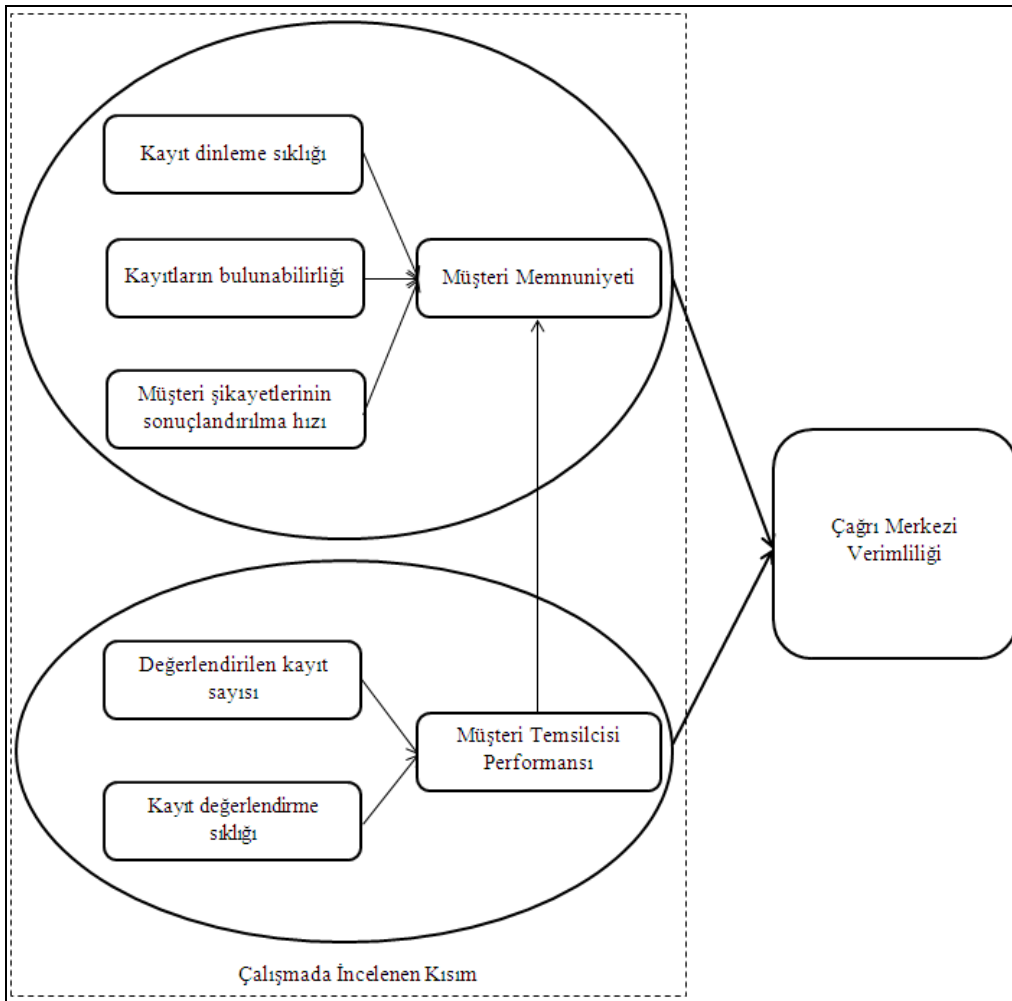 Kayıt dinleme sıklığı
Kayıtların bulunabilirliği
Müşteri Memnuniyeti
Müşteri şikayetlerinin
sonuçlandırılma hızı
Çağrı Merkezi
Verimliliği
Değerlendirilen kayıt
sayısı
Müşteri Temsilcisi
Performansı
Kayıt değerlendirme
sıklığı
Çalışmada İncelenen Kısım